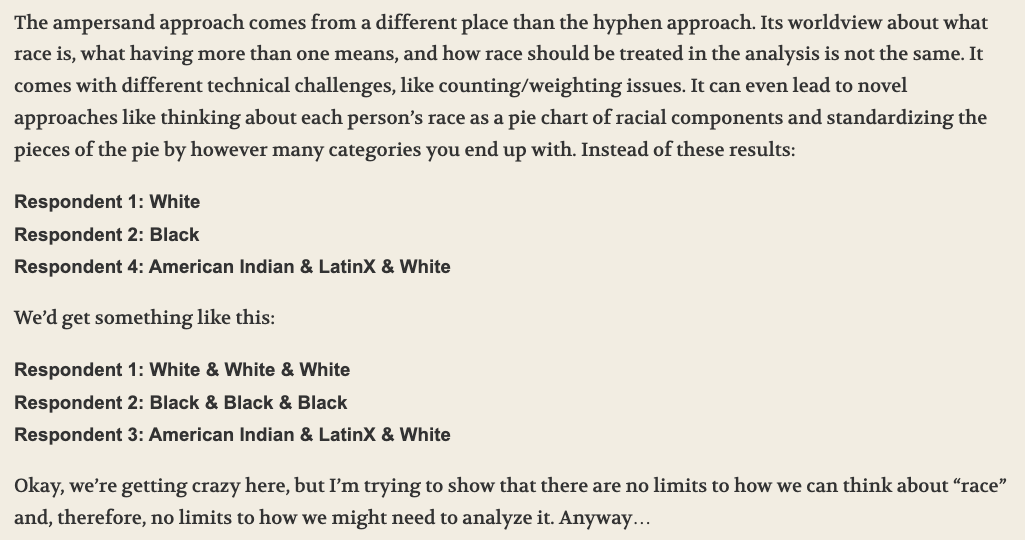 The ampersand approach comes from a different place than the hyphen approach. Its worldview about what
race is, what having more than one means, and how race should be treated in the analysis is not the same. It
comes with different technical challenges, like counting/weighting issues. It can even lead to novel
approaches like thinking about each person’s race as a pie chart of racial components and standardizing the
pieces of the pie by however many categories you end up with. Instead of these results:
Respondent 1: White
Respondent 2: Black
Respondent 4: American Indian & LatinX & White
We’d get something like this:
Respondent 1: White & White & White
Respondent 2: Black & Black & Black
Respondent 3: American Indian & LatinX & White
Okay, we’re getting crazy here, but I’m trying to show that there are no limits to how we can think about “race”
and, therefore, no limits to how we might need to analyze it. Anyway…